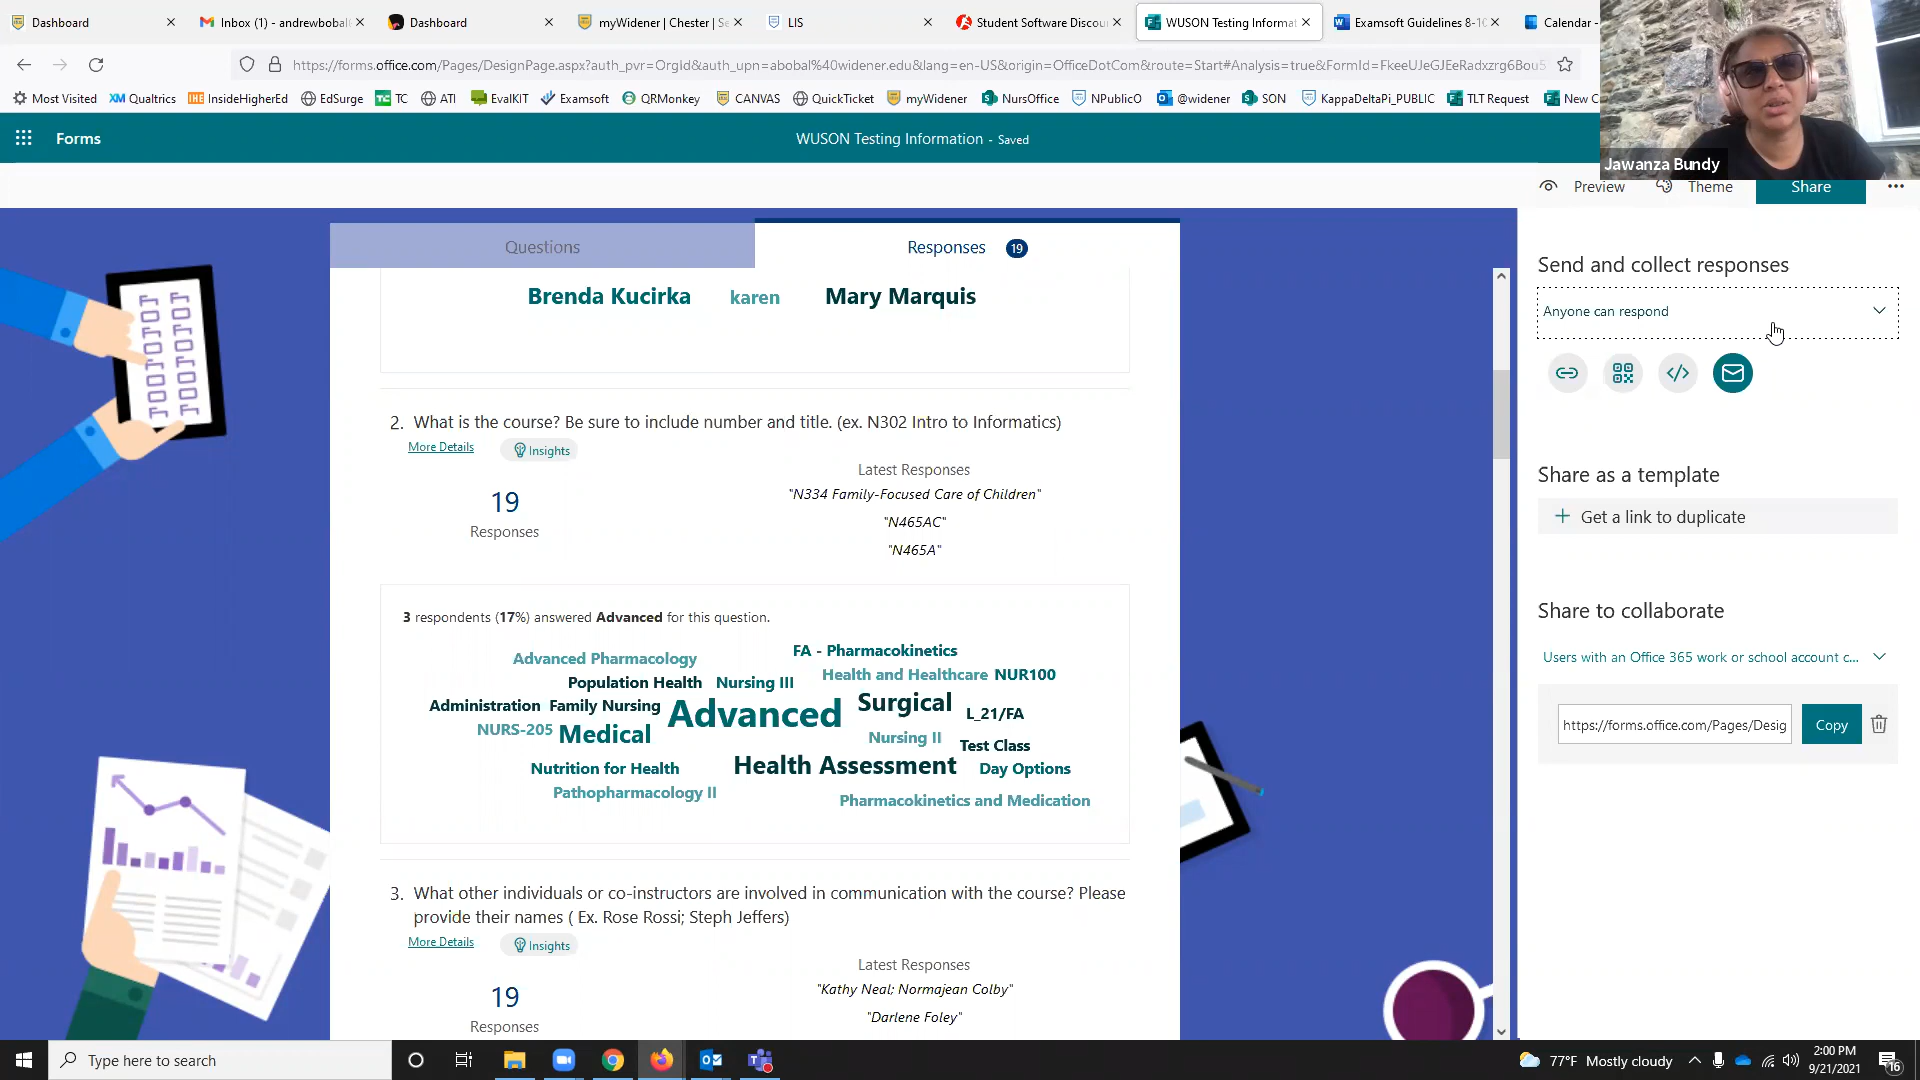 Dashboard
Inbox (1) - andrewbobal
Dashboard
myWidener | Chester | Se
LIS
Student Software Discou
WUSON Testing Informat
Examsoft Guidelines 8-1
Calendar -
https://forms.office.com/Pages/DesignPage.aspx?auth_pvr=OrgId&auth_upn=abobal%40widener.edu&lang=en-US&origin=OfficeDotCom&route=Start#Analysis=true&FormId=FkeeUJeGJEeRadxzrg6Bou5
Most Visited
XM Qualtrics
IHE InsideHigherEd
EdSurge
TC TC
ATI
EvalKIT
Examsoft
QRMonkey
CANVAS
QuickTicket
myWidener
NursOffice
NPublicO
@widener
SON
KappaDeltaPi_PUBLIC
TLT Request
New C
Jawanza Bundy
Forms
WUSON Testing Information - Saved
Preview
Theme
Share
Questions
Responses 19
Brenda Kucirka karen Mary Marquis
2. What is the course? Be sure to include number and title. (ex. N302 Intro to Informatics)
More Details
Insights
19
Responses
Latest Responses
"N334 Family-Focused Care of Children"
"N465AC"
"N465A"
3 respondents (17%) answered Advanced for this question.
FA - Pharmacokinetics
Advanced Pharmacology
Health and Healthcare NUR100
Population Health Nursing III
Surgical
Administration Family Nursing
Advanced
L_21/FA
NURS-205 Medical
Nursing II
Test Class
Health Assessment
Nutrition for Health
Day Options
Pathopharmacology II
Pharmacokinetics and Medication
3. What other individuals or co-instructors are involved in communication with the course? Please
provide their names ( Ex. Rose Rossi; Steph Jeffers)
More Details
Insights
19
Responses
Latest Responses
"Kathy Neal; Normajean Colby"
"Darlene Foley"
Send and collect responses
Anyone can respond
Share as a template
Get a link to duplicate
Share to collaborate
Users with an Office 365 work or school account c...
https://forms.office.com/Pages/Desig
Copy
Type here to search
77°F Mostly cloudy
2:00 PM
9/21/2021
16